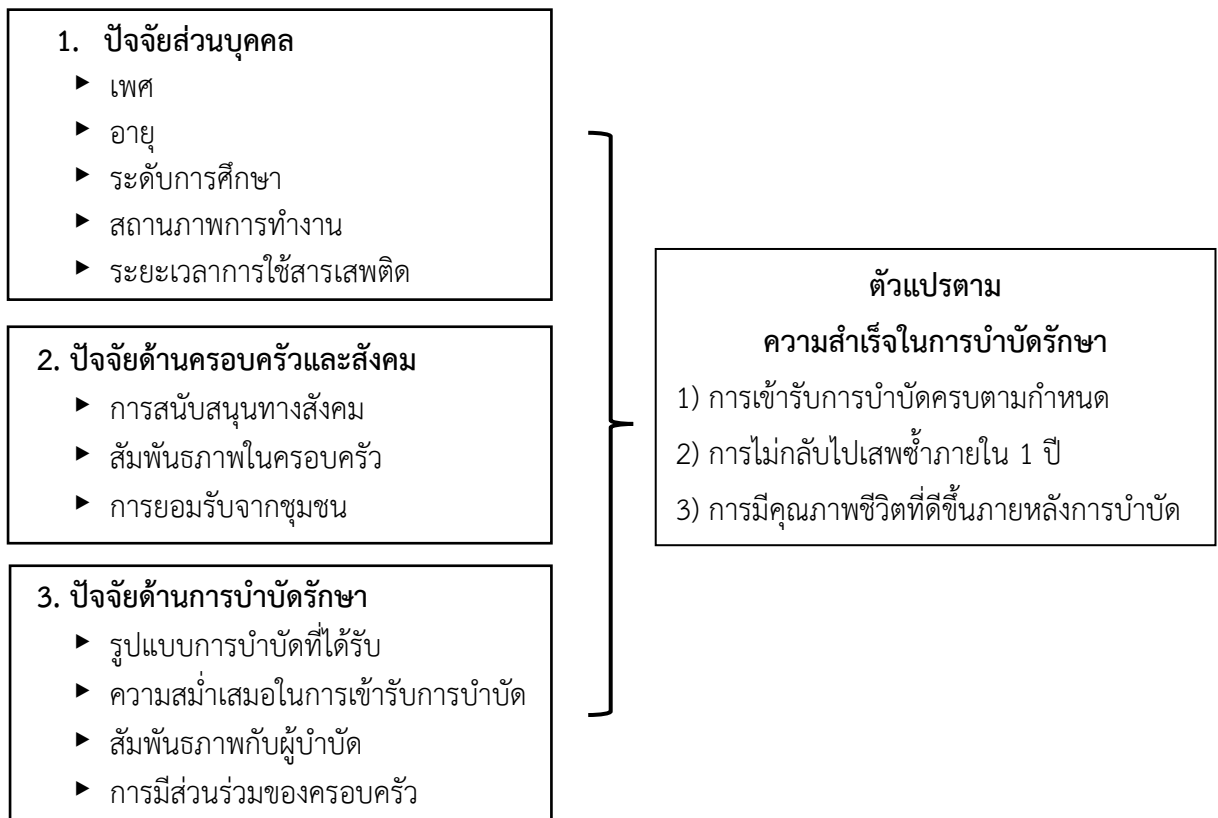 1. ปัจจัยส่วนบุคคล
▶ เพศ
▶ อายุ
▶ ระดับการศึกษา
▶ สถานภาพการทำงาน
▶ ระยะเวลาการใช้สารเสพติด
2. ปัจจัยด้านครอบครัวและสังคม
▶ การสนับสนุนทางสังคม
▶ สัมพันธภาพในครอบครัว
▶ การยอมรับจากชุมชน
3. ปัจจัยด้านการบำบัดรักษา
▶ รูปแบบการบำบัดที่ได้รับ
▶ ความสม่ำเสมอในการเข้ารับการบำบัด
▶ สัมพันธภาพกับผู้บำบัด
▶ การมีส่วนร่วมของครอบครัว
ตัวแปรตาม
ความสำเร็จในการบำบัดรักษา
1) การเข้ารับการบำบัดครบตามกำหนด
2) การไม่กลับไปเสพซ้ำภายใน 1 ปี
3) การมีคุณภาพชีวิตที่ดีขึ้นภายหลังการบำบัด